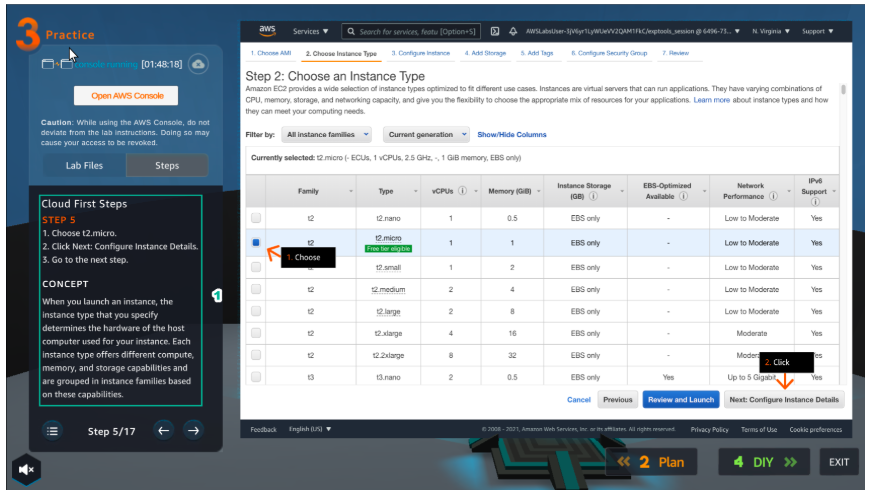 3 Practice
console running [01:48:18]
Open AWS Console
Caution: While using the AWS Console, do not
deviate from the lab instructions. Doing so may
cause your access to be revoked.
Lab Files Steps
Cloud First Steps
STEP 5
1. Choose t2.micro.
2. Click Next: Configure Instance Details.
3. Go to the next step.
CONCEPT
When you launch an instance, the
instance type that you specify
determines the hardware of the host
computer used for your instance. Each
instance type offers different compute,
memory, and storage capabilities and
are grouped in instance families based
on these capabilities.
1
Step 5/17
aws Services Search for services, featu [Option+S] N. Virginia Support
1. Choose AMI 2. Choose Instance Type 3. Configure Instance 4. Add Storage 5. Add Tags 6. Configure Security Group 7. Review
Step 2: Choose an Instance Type
Amazon EC2 provides a wide selection of instance types optimized to fit different use cases. Instances are virtual servers that can run applications. They have varying combinations of
CPU, memory, storage, and networking capacity, and give you the flexibility to choose the appropriate mix of resources for your applications. Learn more about instance types and how
they can meet your computing needs.
Filter by: All instance families Current generation Show/Hide Columns
Currently selected: t2.micro (- ECUs, 1 vCPUs, 2.5 GHz, -, 1 GiB memory, EBS only)
Family Type vCPUs Memory (GiB) Instance Storage (GB) EBS-Optimized Available Network Performance IPv6 Support
t2 t2.nano 1 0.5 EBS only - Low to Moderate Yes
t2 t2.micro Free tier eligible 1 1 EBS only - Low to Moderate Yes
1. Choose
t2 t2.small 1 2 EBS only - Low to Moderate Yes
t2 t2.medium 2 4 EBS only - Low to Moderate Yes
t2 t2.large 2 8 EBS only - Low to Moderate Yes
t2 t2.xlarge 4 16 EBS only - Moderate Yes
t2 t2.2xlarge 8 32 EBS only - Yes
2. Click
t3 t3.nano 2 0.5 EBS only Yes Up to 5 Gigabit Yes
Cancel Previous Review and Launch Next: Configure Instance Details
Feedback English (US) © 2008 - 2021, Amazon Web Services, Inc. or its affiliates. All rights reserved. Privacy Policy Terms of Use Cookie preferences
2 Plan 4 DIY EXIT